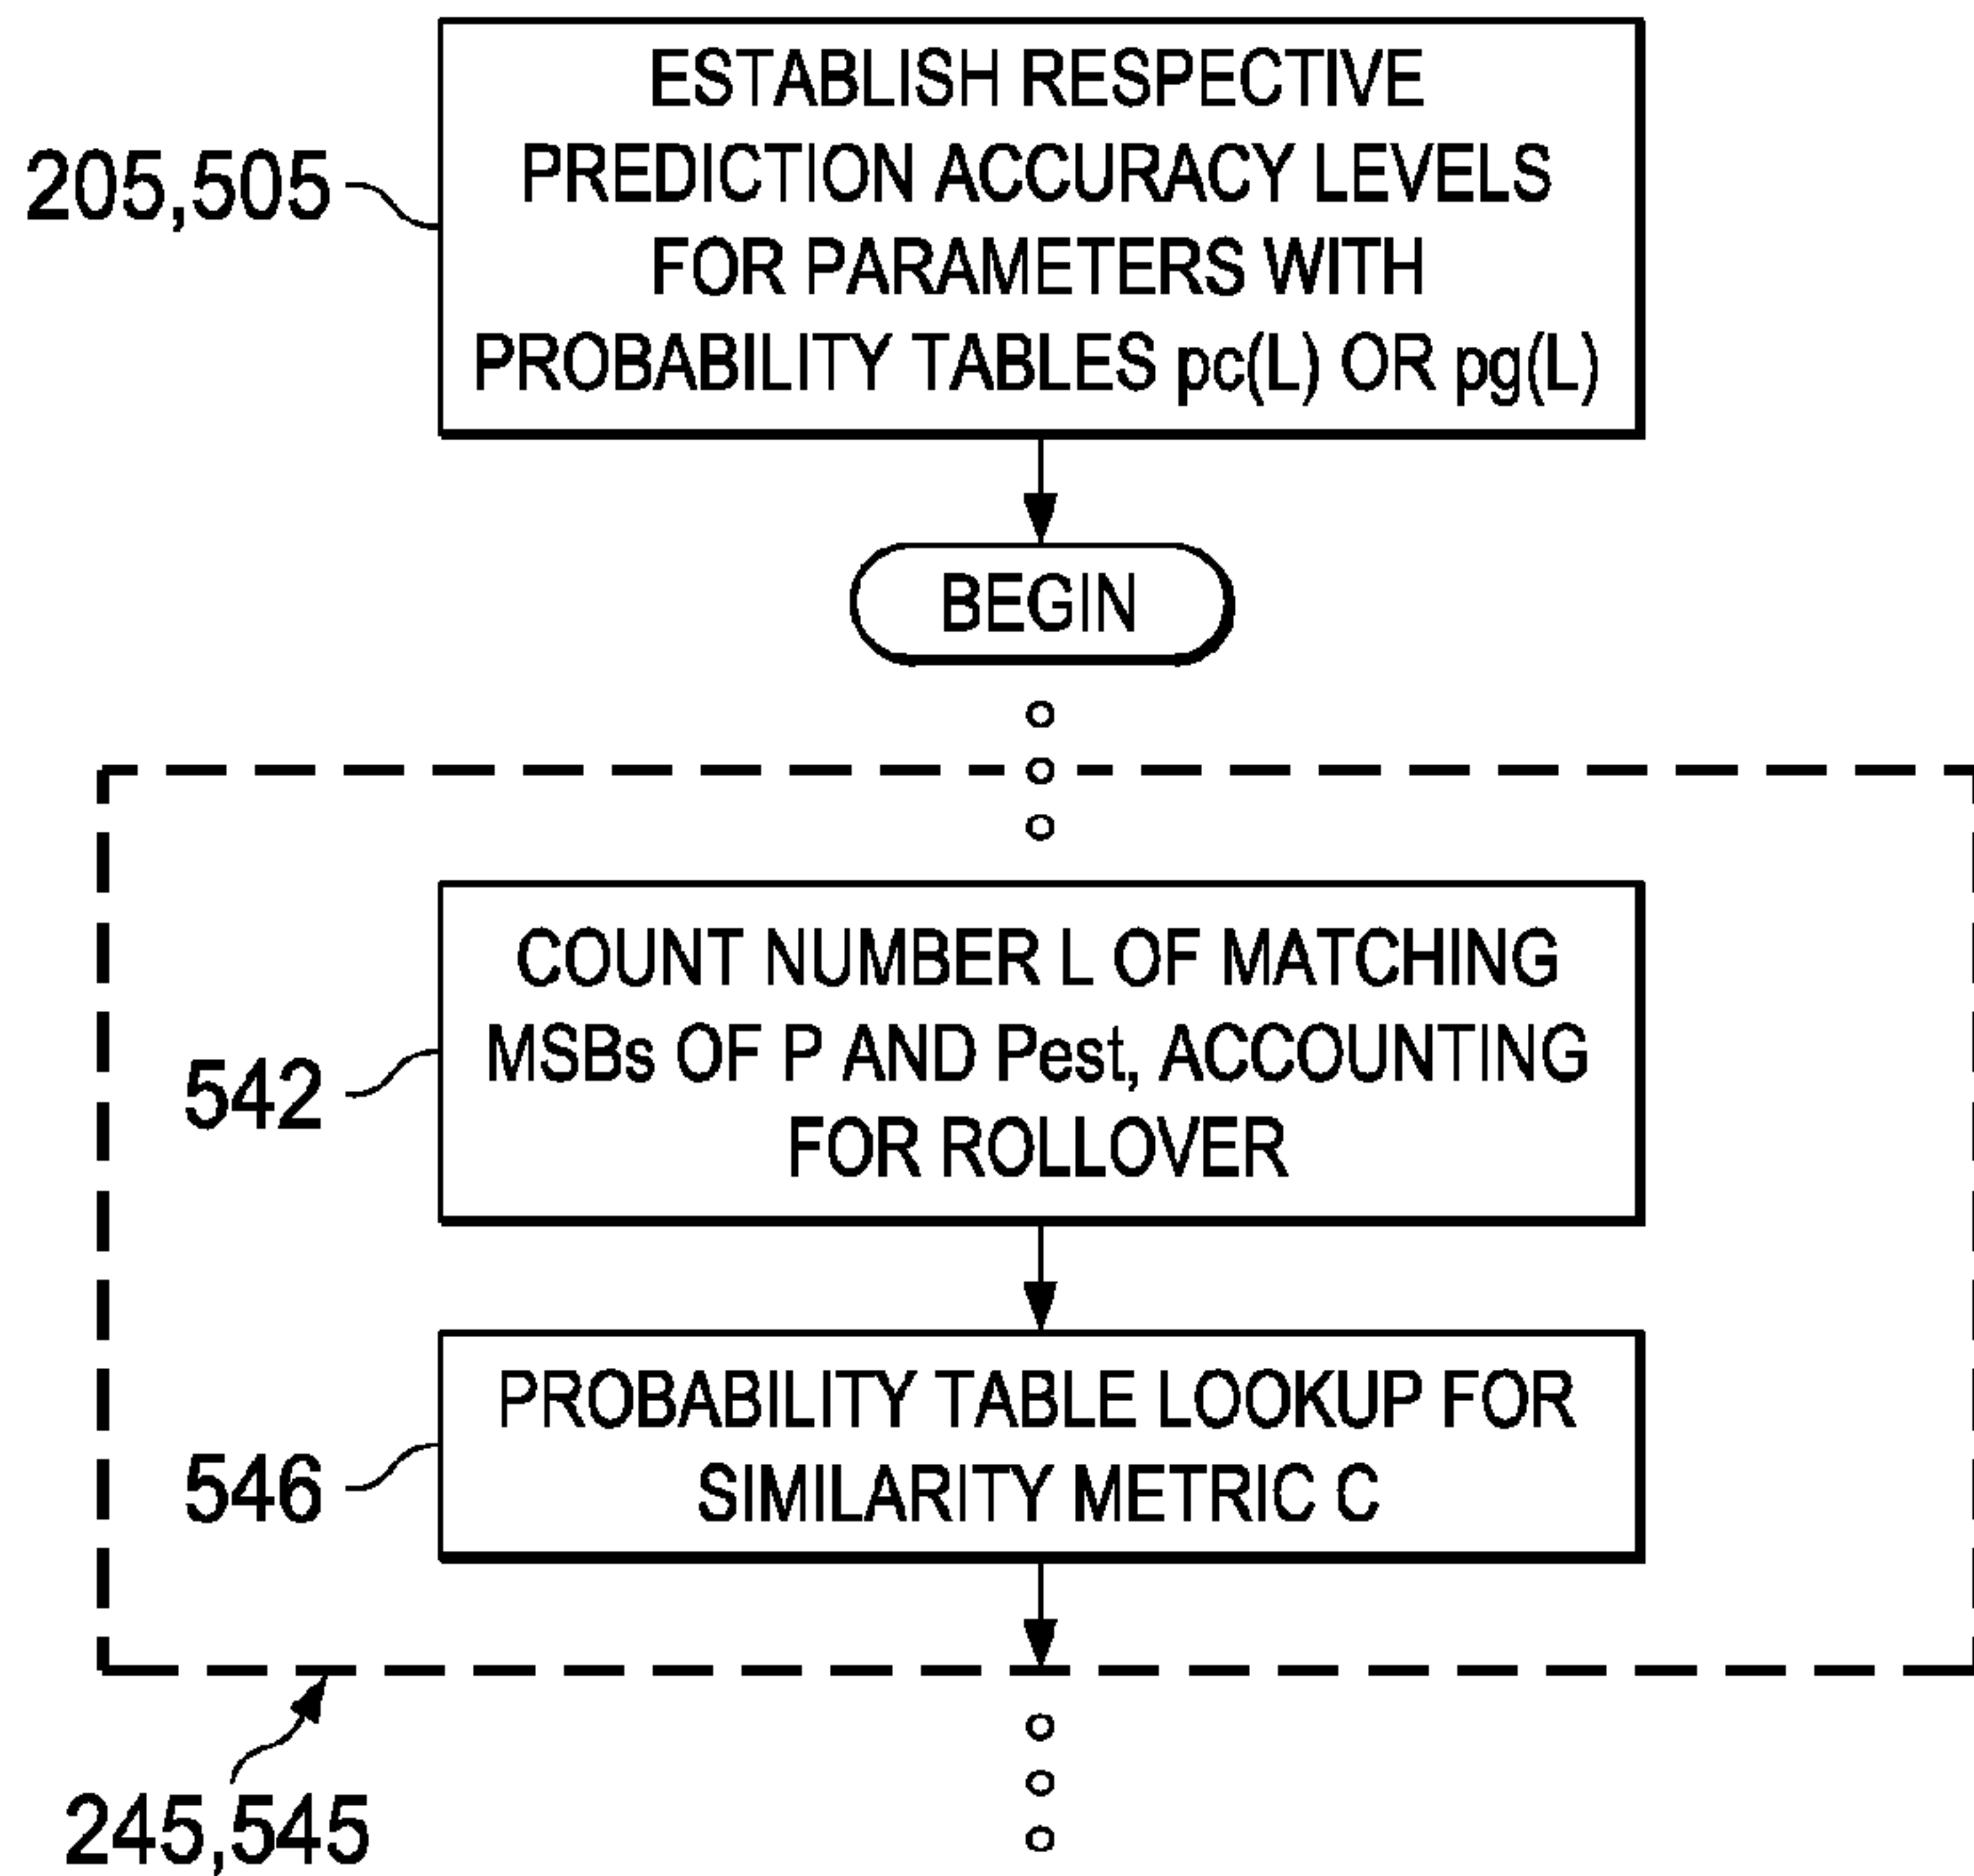 ESTABLISH RESPECTIVE
PREDICTION ACCURACY LEVELS
FOR PARAMETERS WITH
PROBABILITY TABLES pc(L) OR pg(L)
205,505
BEGIN
COUNT NUMBER L OF MATCHING
MSBs OF P AND Pest, ACCOUNTING
FOR ROLLOVER
542
PROBABILITY TABLE LOOKUP FOR
SIMILARITY METRIC C
546
245,545